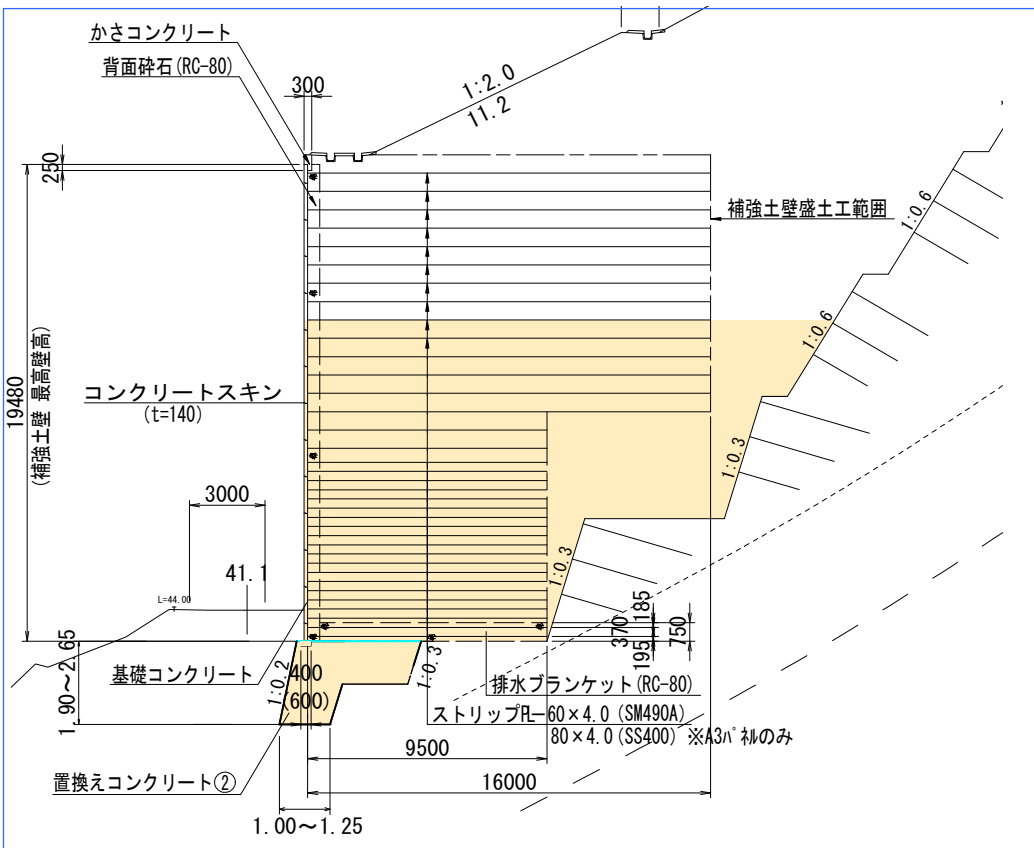 かさコンクリート
背面砕石(RC-80)
300
1:2.0
11.2
250
補強土壁盛土工範囲
1:0.6
1:0.6
19480
(補強土壁 最高壁高)
コンクリートスキン
(t=140)
1:0.3
3000
41.1
L=44.00
1:0.3
185
370
750
195
1.90～2.65
1:0.2
400
(600)
1:0.3
基礎コンクリート
排水ブランケット(RC-80)
ストリップPL-60×4.0(SM490A)
80×4.0(SS400) ※A3パネルのみ
9500
置換えコンクリート②
16000
1.00～1.25